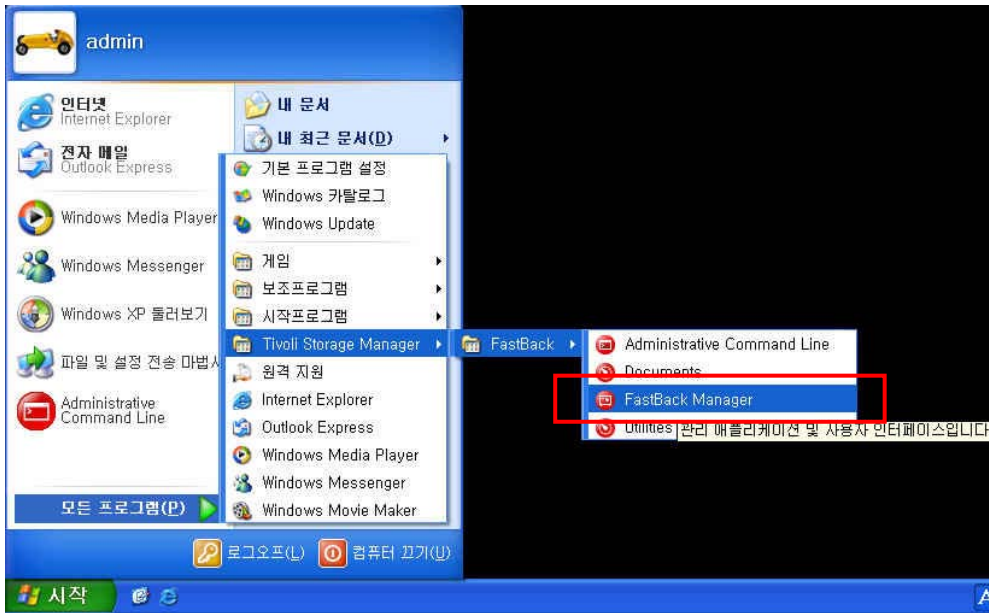 admin
인터넷
Internet Explorer
전자 메일
Outlook Express
Windows Media Player
Windows Messenger
Windows XP 둘러보기
파일 및 설정 전송 마법사
Administrative
Command Line
모든 프로그램(P)
내 문서
내 최근 문서(D)
기본 프로그램 설정
Windows 카탈로그
Windows Update
게임
보조프로그램
시작프로그램
Tivoli Storage Manager
원격 지원
Internet Explorer
Outlook Express
Windows Media Player
Windows Messenger
Windows Movie Maker
FastBack
Administrative Command Line
Documents
FastBack Manager
Utilities
관리 애플리케이션 및 사용자 인터페이스입니다
로그오프(L)
컴퓨터 끄기(U)
시작
A